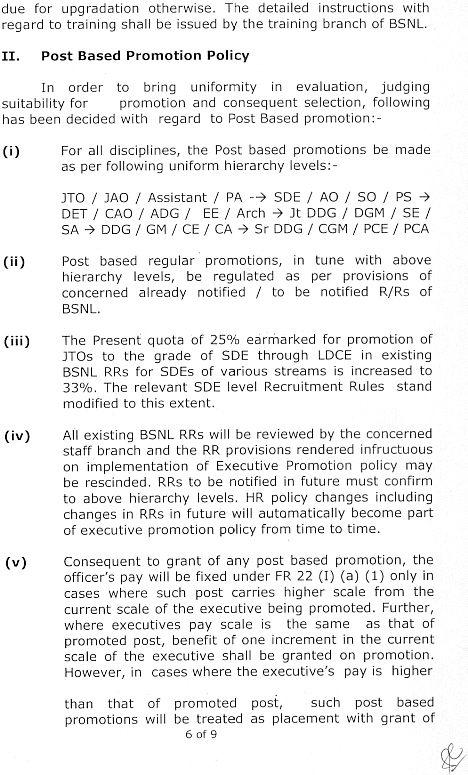 due for upgradation otherwise. The detailed instructions with
regard to training shall be issued by the training branch of BSNL.
II. Post Based Promotion Policy
In order to bring uniformity in evaluation, judging
suitability for promotion and consequent selection, following
has been decided with regard to Post Based promotion:-
(i) For all disciplines, the Post based promotions be made
as per following uniform hierarchy levels:-
JTO / JAO / Assistant / PA -→ SDE / AO / SO / PS →
DET / CAO / ADG / EE / Arch → Jt DDG / DGM / SE /
SA → DDG / GM / CE / CA → Sr DDG / CGM / PCE / PCA
(ii) Post based regular promotions, in tune with above
hierarchy levels, be regulated as per provisions of
concerned already notified / to be notified R/Rs of
BSNL.
(iii) The Present quota of 25% earmarked for promotion of
JTOs to the grade of SDE through LDCE in existing
BSNL RRs for SDEs of various streams is increased to
33%. The relevant SDE level Recruitment Rules stand
modified to this extent.
(iv) All existing BSNL RRs will be reviewed by the concerned
staff branch and the RR provisions rendered infructuous
on implementation of Executive Promotion policy may
be rescinded. RRs to be notified in future must confirm
to above hierarchy levels. HR policy changes including
changes in RRs in future will automatically become part
of executive promotion policy from time to time.
(v) Consequent to grant of any post based promotion, the
officer's pay will be fixed under FR 22 (I) (a) (1) only in
cases where such post carries higher scale from the
current scale of the executive being promoted. Further,
where executives pay scale is the same as that of
promoted post, benefit of one increment in the current
scale of the executive shall be granted on promotion.
However, in cases where the executive's pay is higher
than that of promoted post, such post based
promotions will be treated as placement with grant of
6 of 9